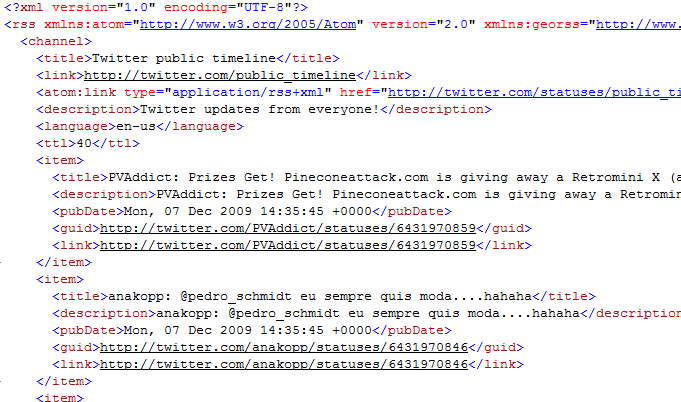 <?xml version="1.0" encoding="UTF-8"?>
<rss xmlns:atom="http://www.w3.org/2005/Atom" version="2.0" xmlns:georss="http://www.
<channel>
<title>Twitter public timeline</title>
<link>http://twitter.com/public_timeline</link>
<atom:link type="application/rss+xml" href="http://twitter.com/statuses/public_ti
<description>Twitter updates from everyone!</description>
<language>en-us</language>
<ttl>40</ttl>
<item>
<title>PVAddict: Prizes Get! Pineconeattack.com is giving away a Retromini X (a
<description>PVAddict: Prizes Get! Pineconeattack.com is giving away a Retromin
<pubDate>Mon, 07 Dec 2009 14:35:45 +0000</pubDate>
<guid>http://twitter.com/PVAddict/statuses/6431970859</guid>
<link>http://twitter.com/PVAddict/statuses/6431970859</link>
</item>
<item>
<title>anakopp: @pedro_schmidt eu sempre quis moda....hahaha</title>
<description>anakopp: @pedro_schmidt eu sempre quis moda....hahaha</description
<pubDate>Mon, 07 Dec 2009 14:35:45 +0000</pubDate>
<guid>http://twitter.com/anakopp/statuses/6431970846</guid>
<link>http://twitter.com/anakopp/statuses/6431970846</link>
</item>
<item>